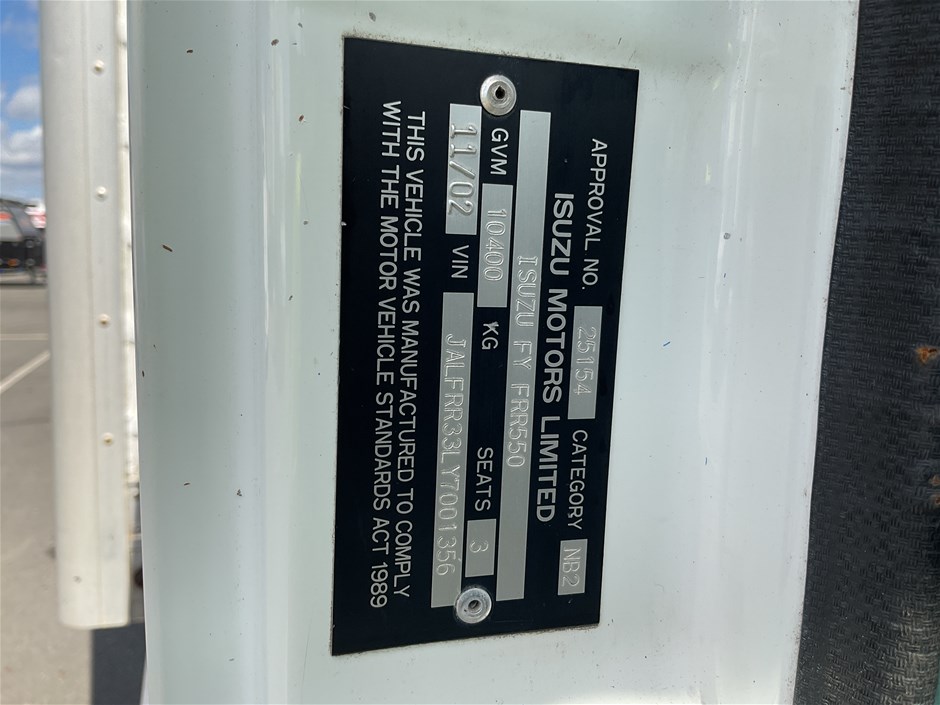 APPROVAL NO. 25154 CATEGORY NB2
ISUZU MOTORS LIMITED
ISUZU FY FRR550
GVM 10400 KG SEATS 3
11/02 VIN JALFRR33LY7001356
THIS VEHICLE WAS MANUFACTURED TO COMPLY
WITH THE MOTOR VEHICLE STANDARDS ACT 1989